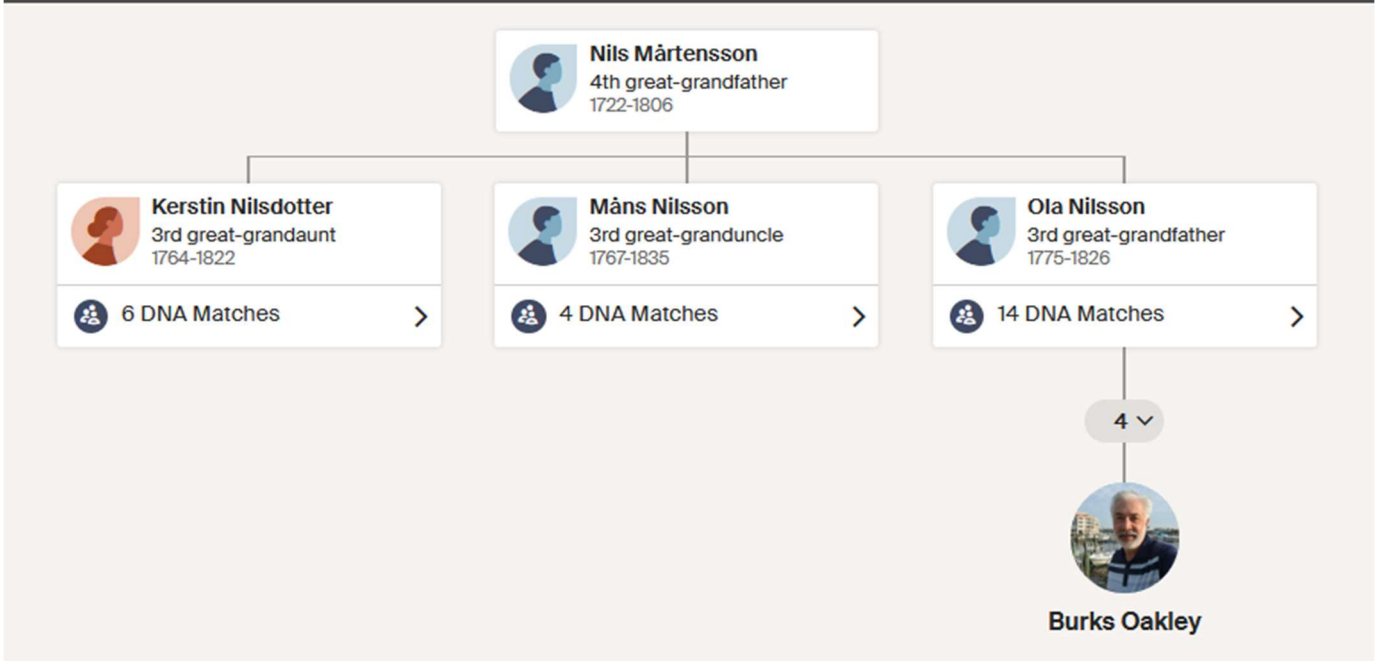 Nils Mårtensson
4th great-grandfather
1722-1806
Kerstin Nilsdotter
3rd great-grandaunt
1764-1822
6 DNA Matches
Måns Nilsson
3rd great-granduncle
1767-1835
4 DNA Matches
Ola Nilsson
3rd great-grandfather
1775-1826
14 DNA Matches
4
Burks Oakley